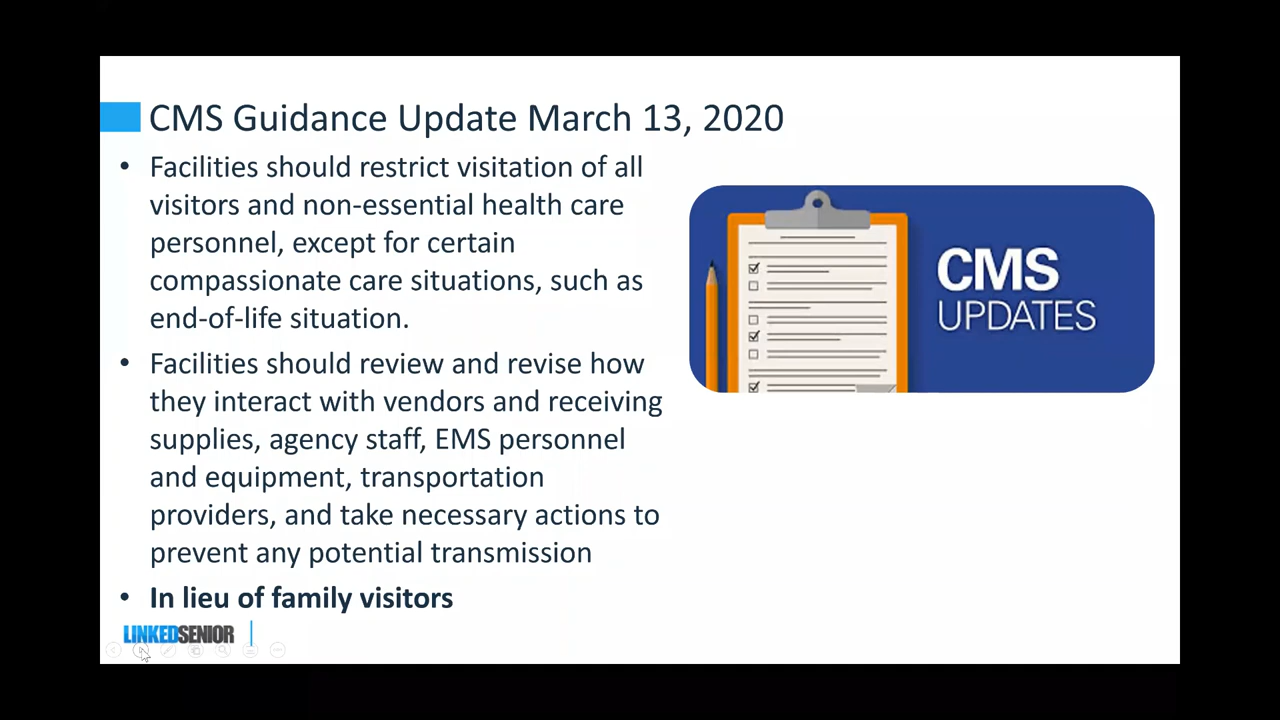 CMS Guidance Update March 13, 2020
• Facilities should restrict visitation of all
visitors and non-essential health care
personnel, except for certain
compassionate care situations, such as
end-of-life situation.
• Facilities should review and revise how
they interact with vendors and receiving
supplies, agency staff, EMS personnel
and equipment, transportation
providers, and take necessary actions to
prevent any potential transmission
• In lieu of family visitors
CMS
UPDATES
LINKEDSENIOR